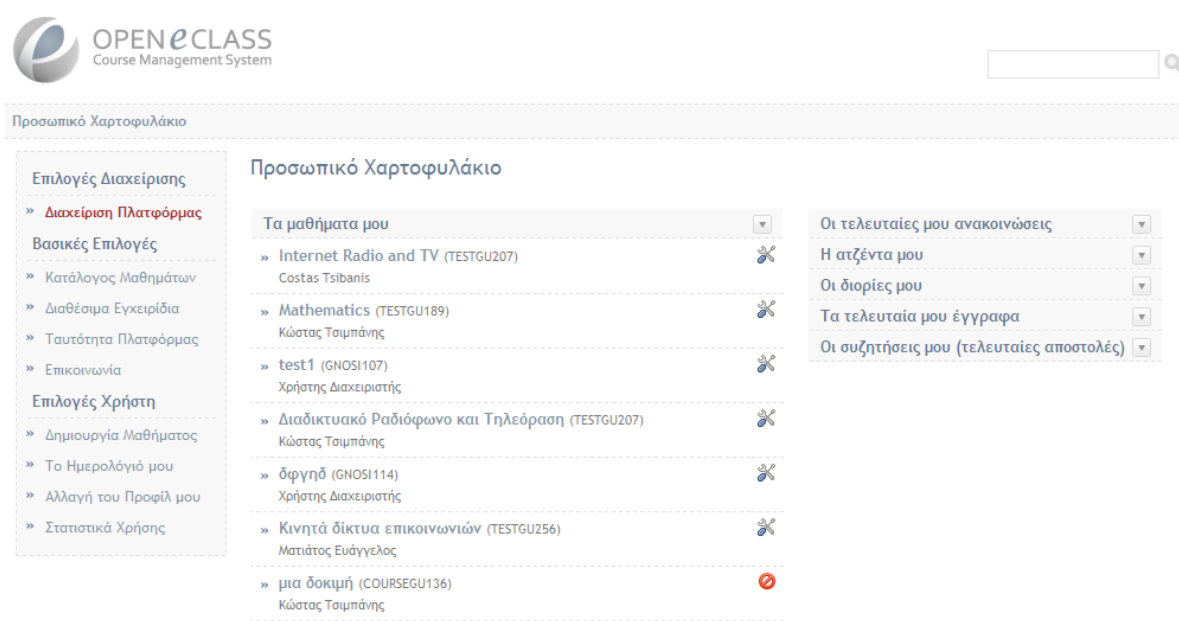 OPEN eCLASS
Course Management System
Προσωπικό Χαρτοφυλάκιο
Επιλογές Διαχείρισης
» Διαχείριση Πλατφόρμας
Βασικές Επιλογές
» Κατάλογος Μαθημάτων
» Διαθέσιμα Εγχειρίδια
» Ταυτότητα Πλατφόρμας
» Επικοινωνία
Επιλογές Χρήστη
» Δημιουργία Μαθήματος
» Το Ημερολόγιό μου
» Αλλαγή του Προφίλ μου
» Στατιστικά Χρήσης
Προσωπικό Χαρτοφυλάκιο
Τα μαθήματα μου
» Internet Radio and TV (TESTGU207)
Costas Tsibanis
» Mathematics (TESTGU189)
Κώστας Τσιμπάνης
» test1 (GNOSI107)
Χρήστης Διαχειριστής
» Διαδικτυακό Ραδιόφωνο και Τηλεόραση (TESTGU207)
Κώστας Τσιμπάνης
» δφγηδ (GNOSI114)
Χρήστης Διαχειριστής
» Κινητά δίκτυα επικοινωνιών (TESTGU256)
Ματιάτος Ευάγγελος
» μια δοκιμή (COURSEGU136)
Κώστας Τσιμπάνης
Οι τελευταίες μου ανακοινώσεις
Η ατζέντα μου
Οι διορίες μου
Τα τελευταία μου έγγραφα
Οι συζητήσεις μου (τελευταίες αποστολές)